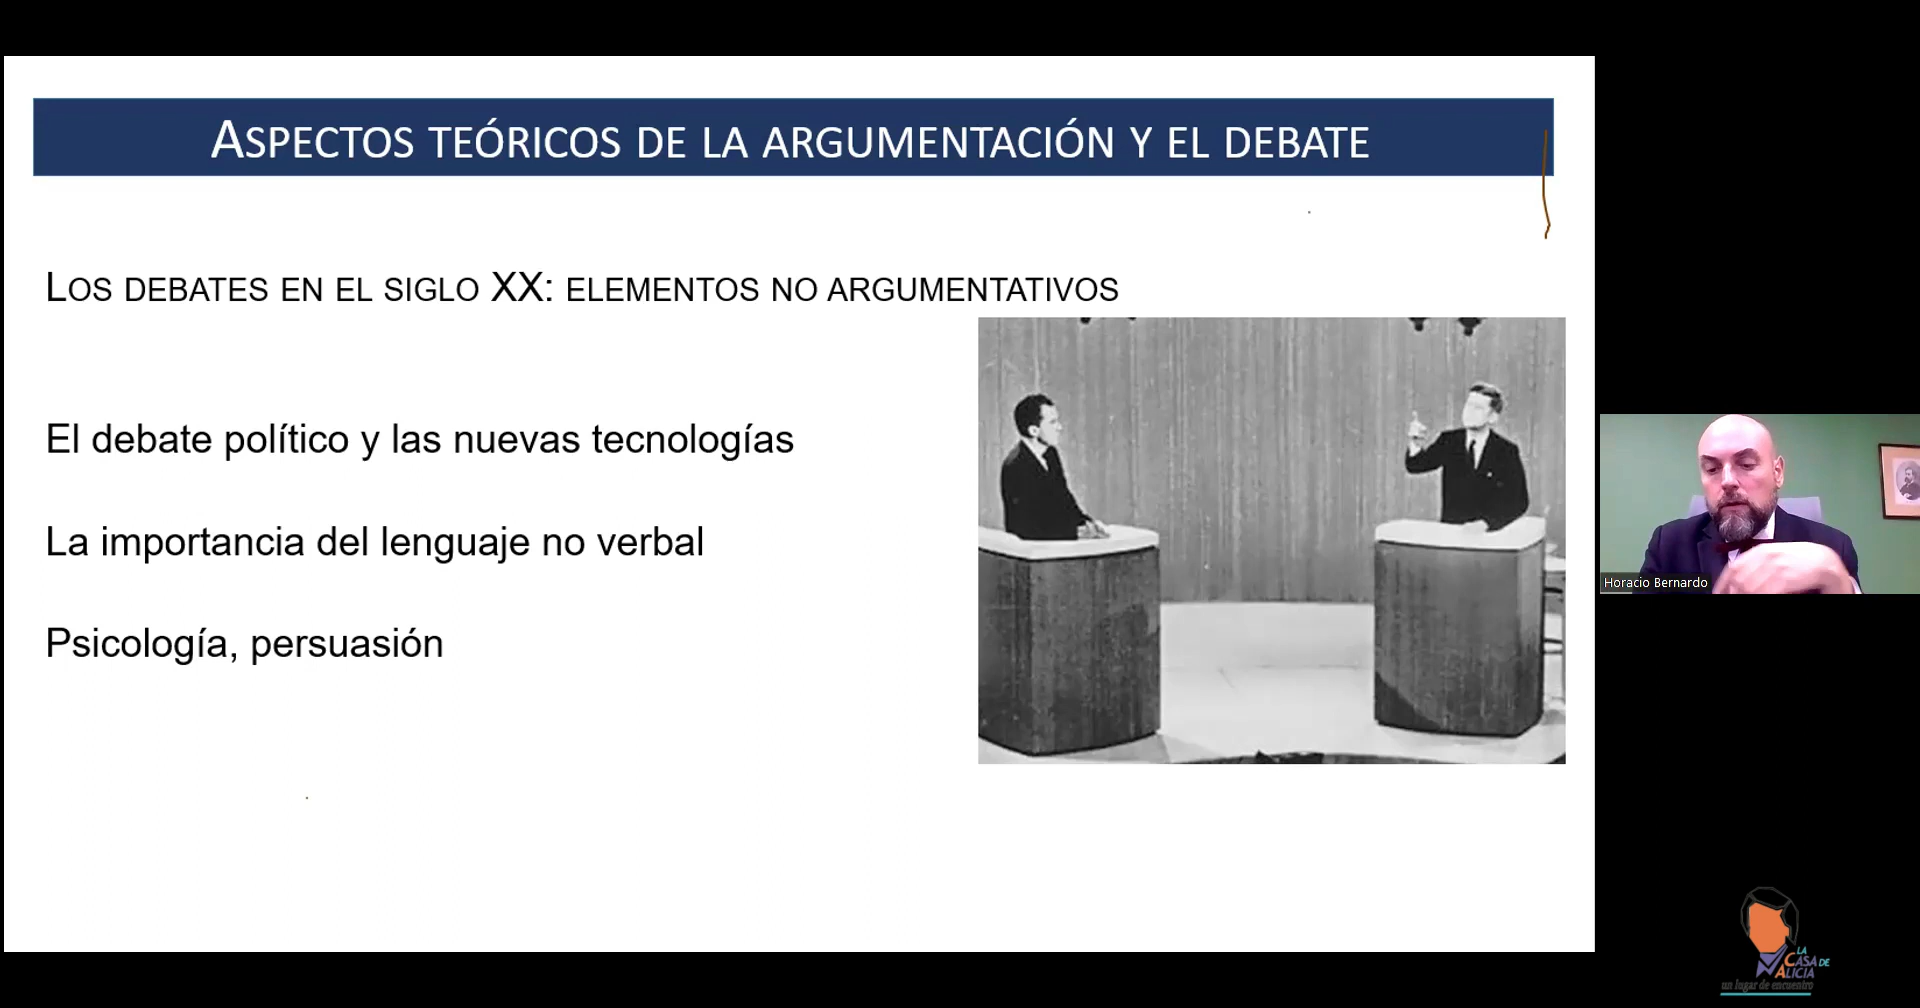 ASPECTOS TEÓRICOS DE LA ARGUMENTACIÓN Y EL DEBATE
LOS DEBATES EN EL SIGLO XX: ELEMENTOS NO ARGUMENTATIVOS
El debate político y las nuevas tecnologías
La importancia del lenguaje no verbal
Psicología, persuasión
Horacio Bernardo
LA
CASA DE
ALICIA
un lugar de encuentro